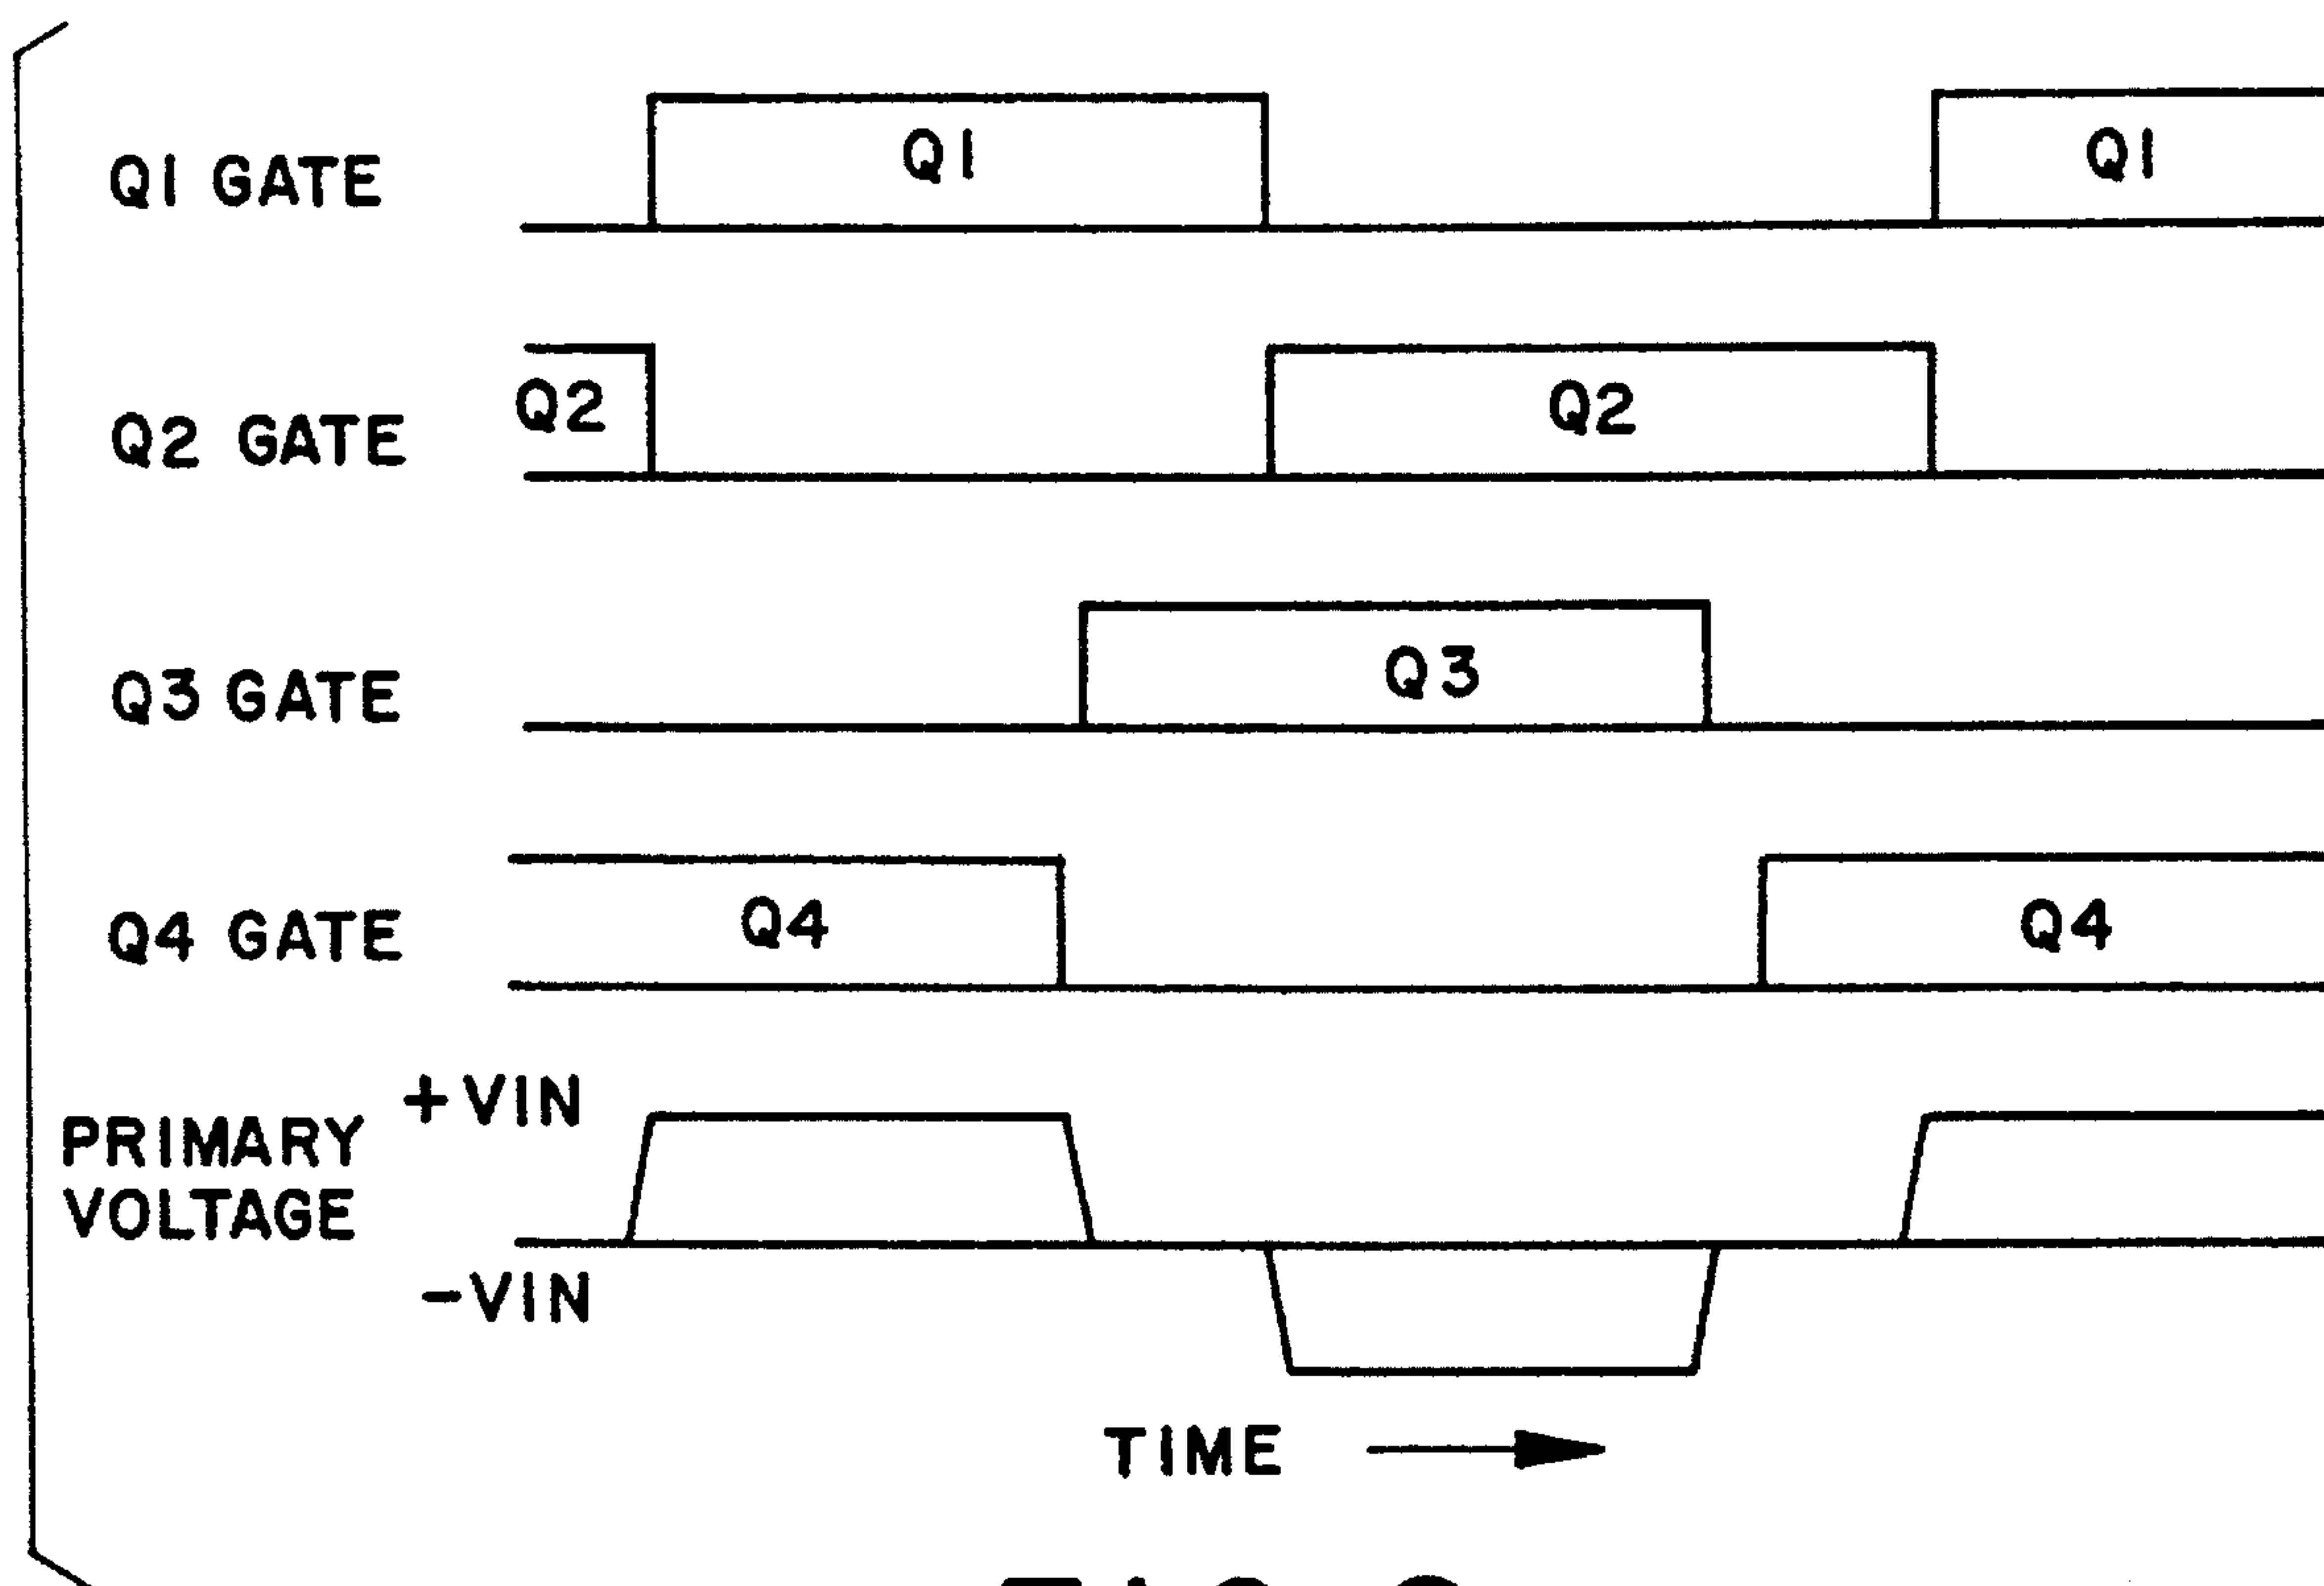 Q1 GATE
Q1
Q1
Q2 GATE
Q2
Q2
Q3 GATE
Q3
Q4 GATE
Q4
Q4
PRIMARY VOLTAGE
+VIN
-VIN
TIME